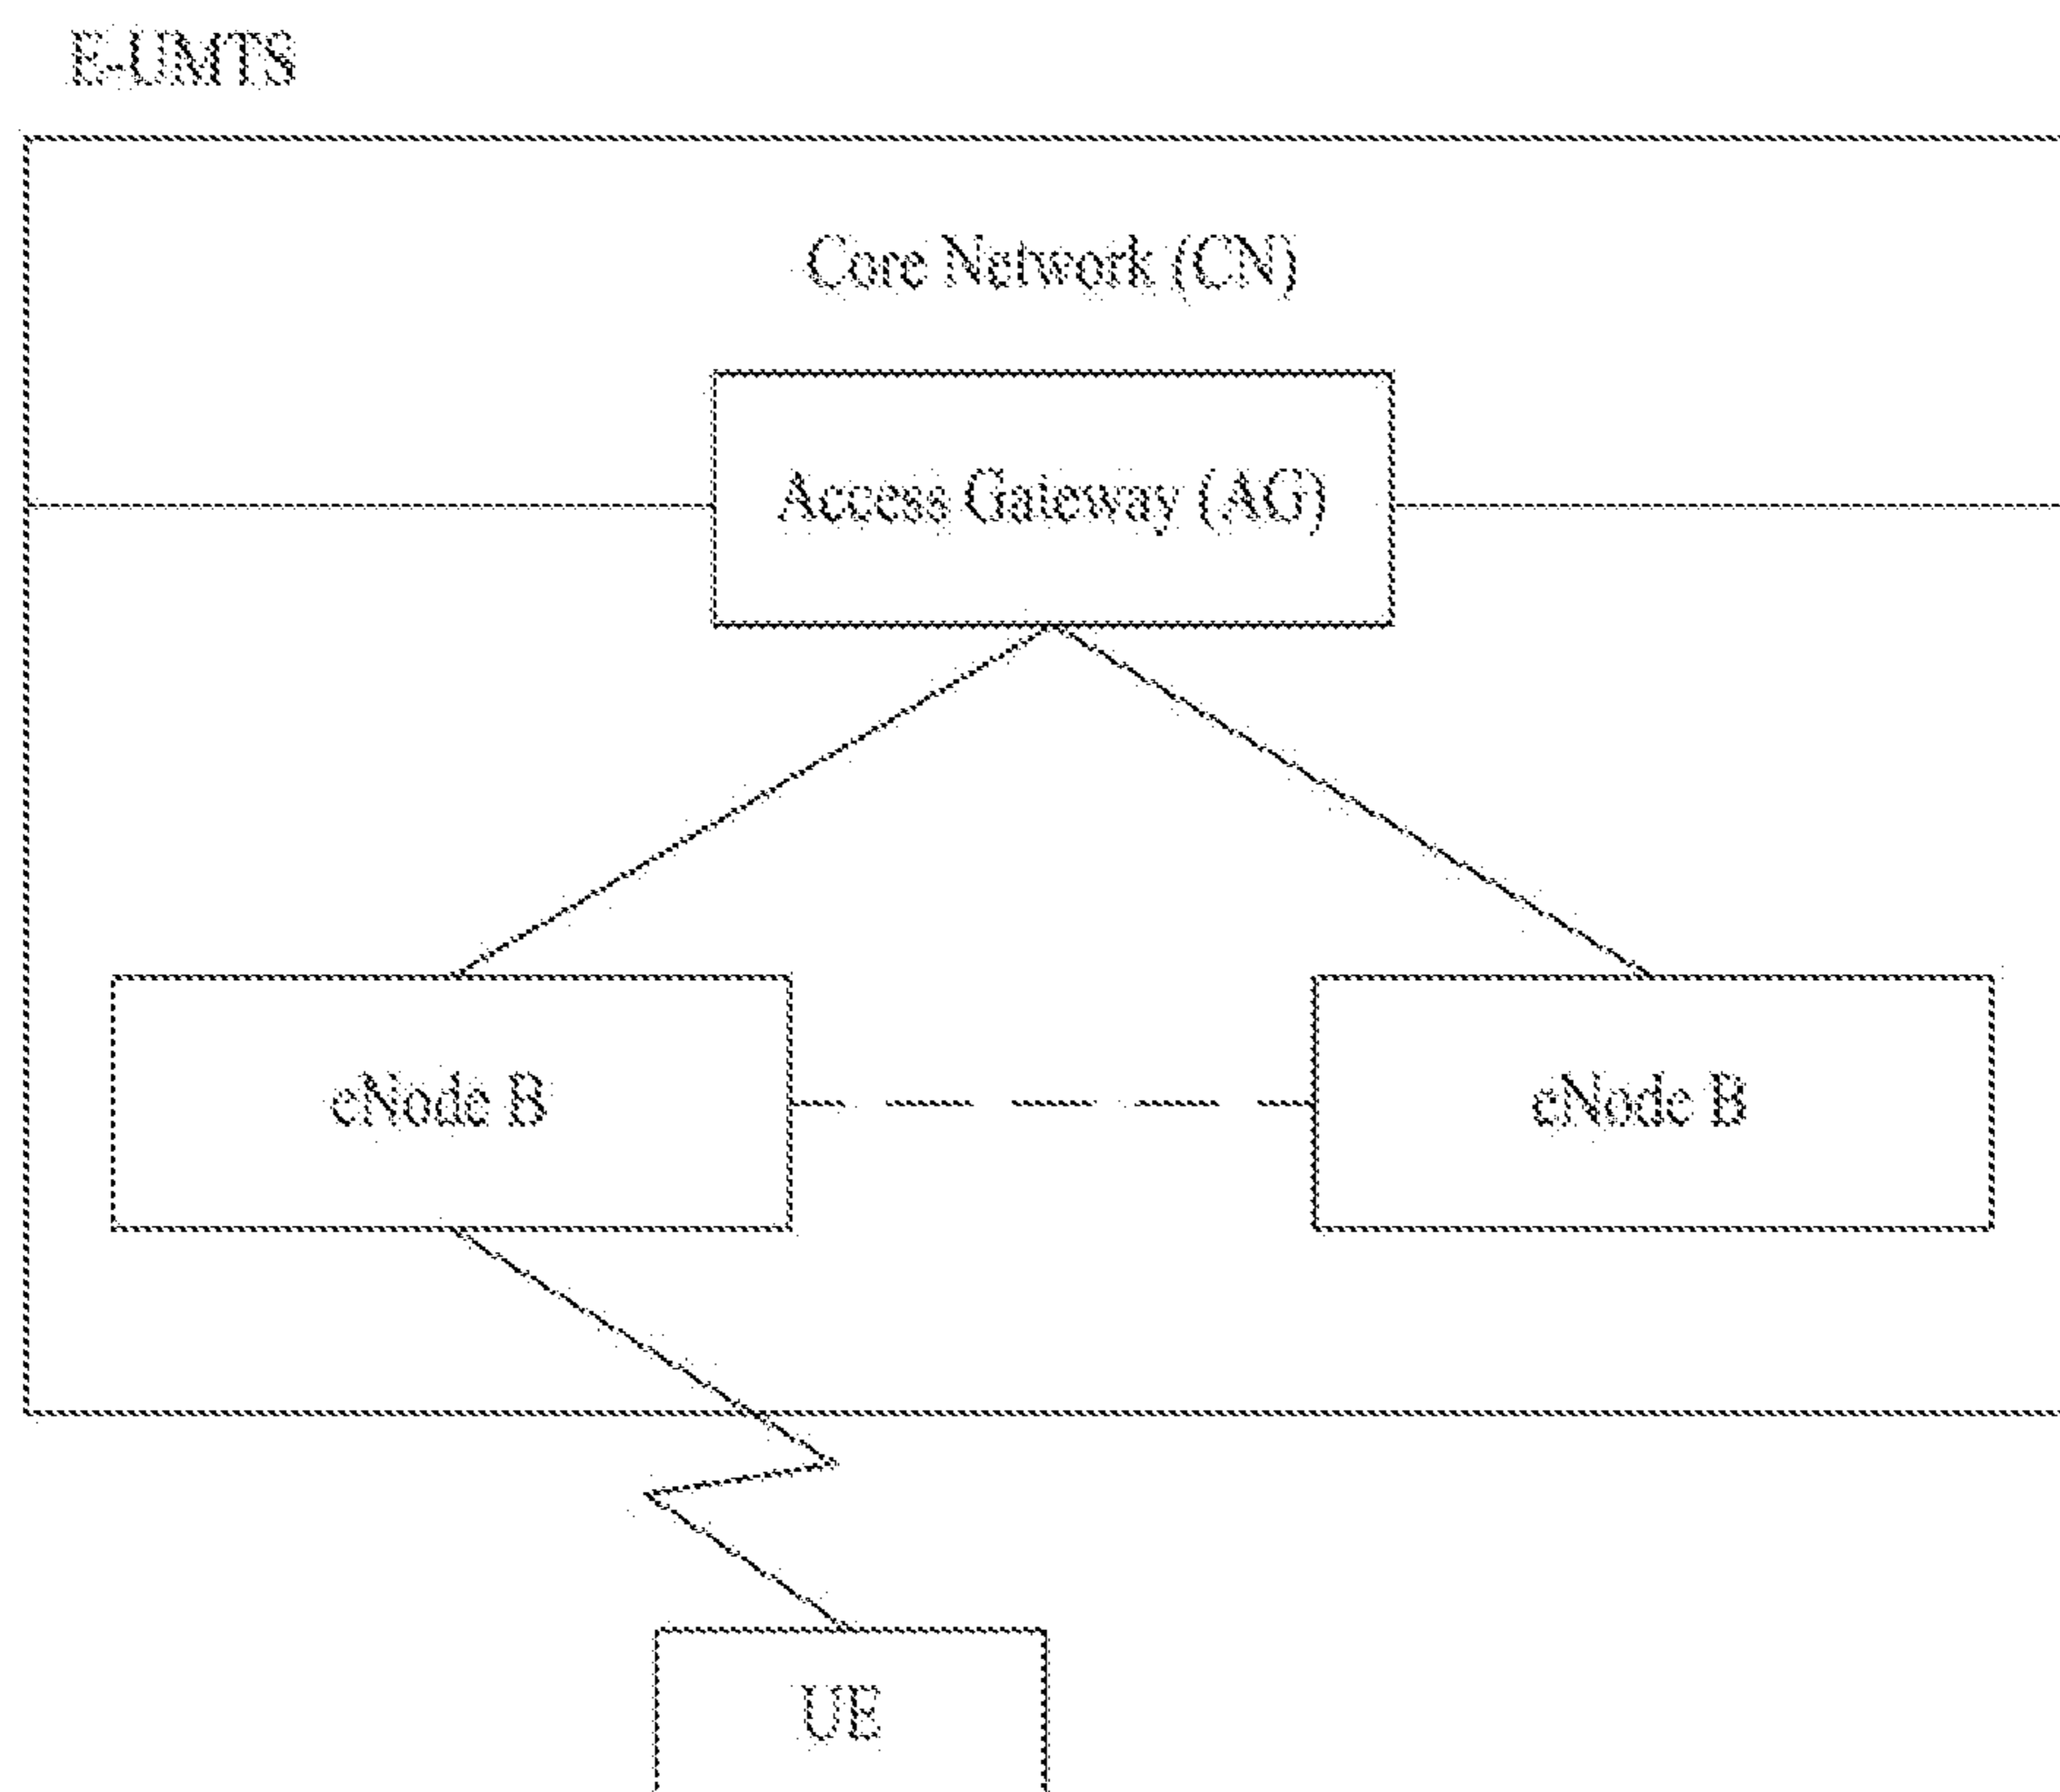 E-UMTS
Core Network (CN)
Access Gateway (AG)
eNode B
eNode B
UE